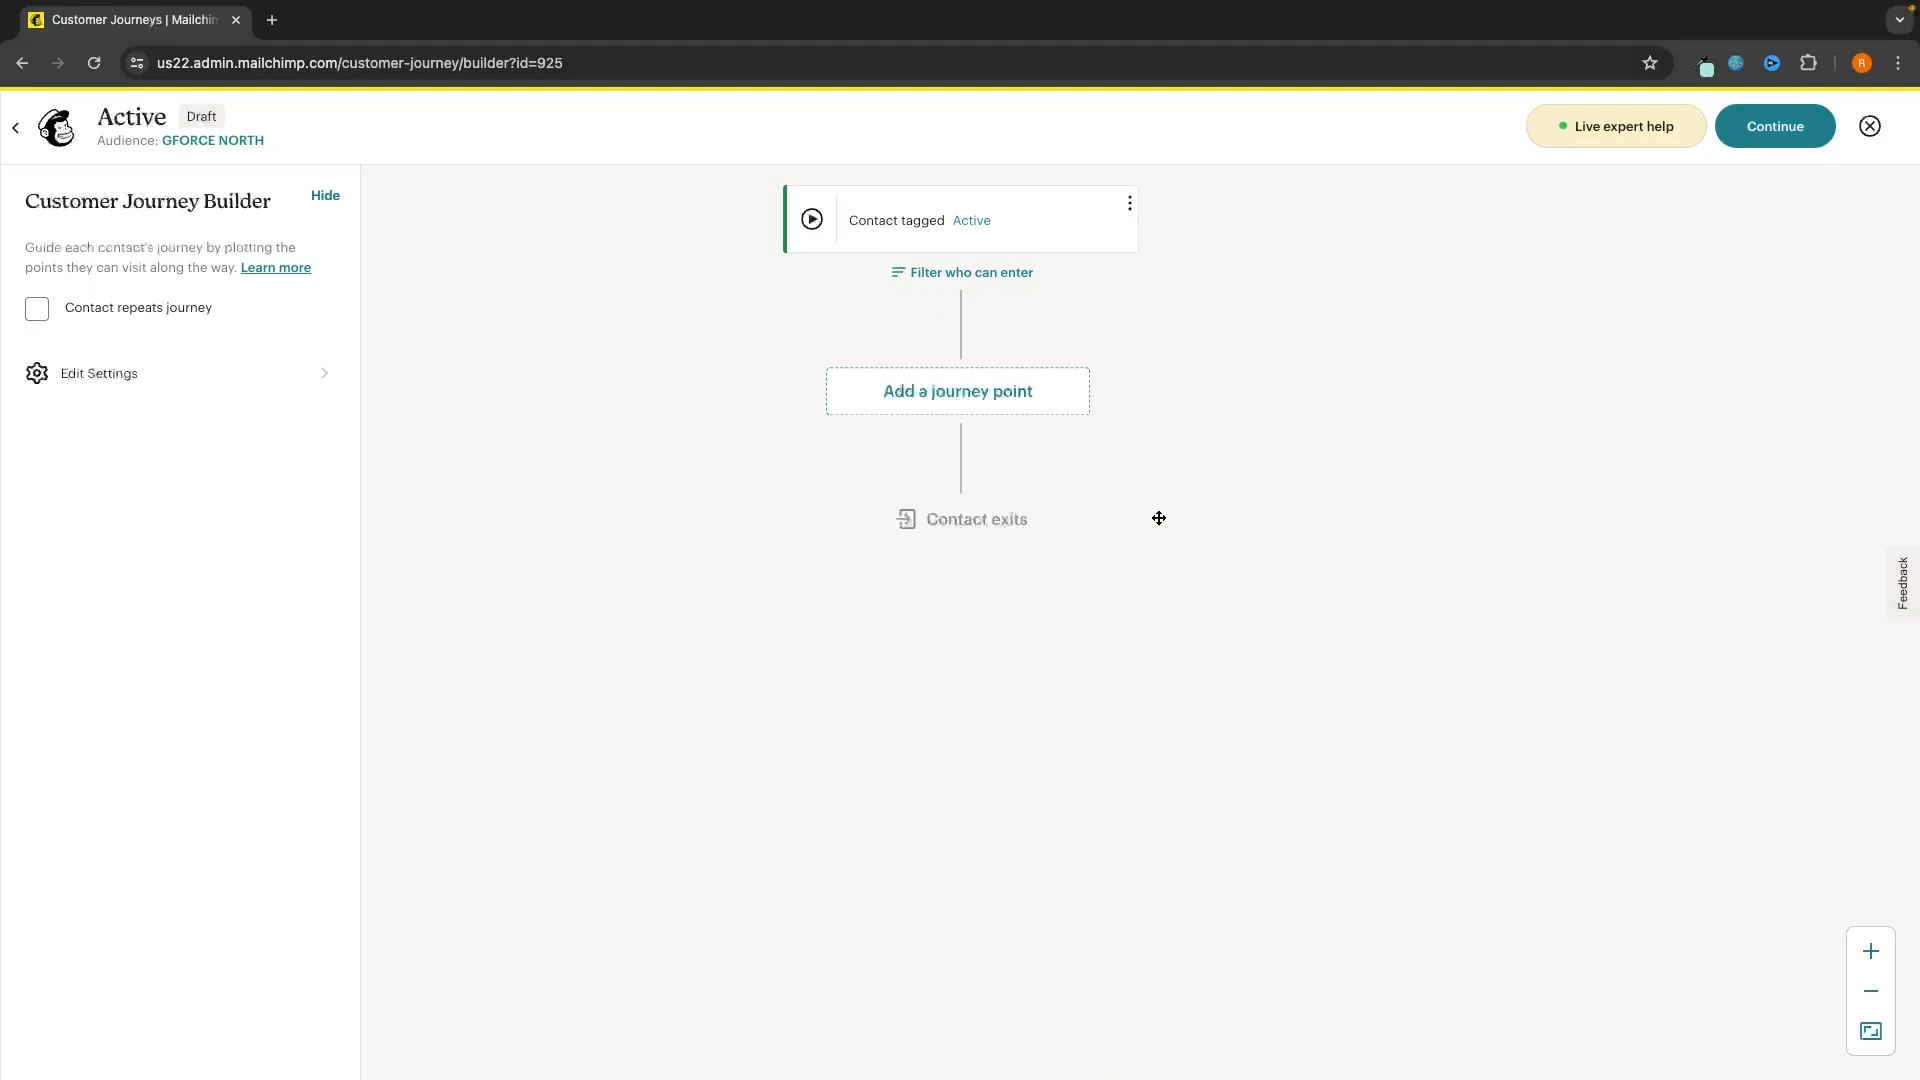 Customer Journeys | Mailchim
us22.admin.mailchimp.com/customer-journey/builder?id=925
R
Active
Draft
Audience: GFORCE NORTH
Live expert help
Continue
Customer Journey Builder
Hide
Guide each contact's journey by plotting the
points they can visit along the way. Learn more
Contact repeats journey
Edit Settings
Contact tagged Active
Filter who can enter
Add a journey point
Contact exits
Feedback